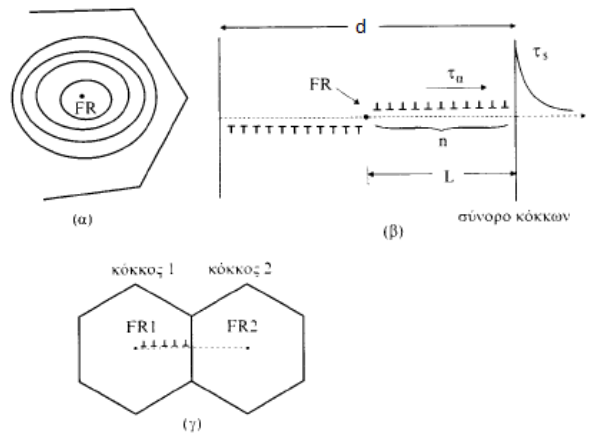 FR
(α)
d
FR
τα
τs
n
L
σύνορο κόκκων
(β)
κόκκος 1
κόκκος 2
FR1
FR2
(γ)